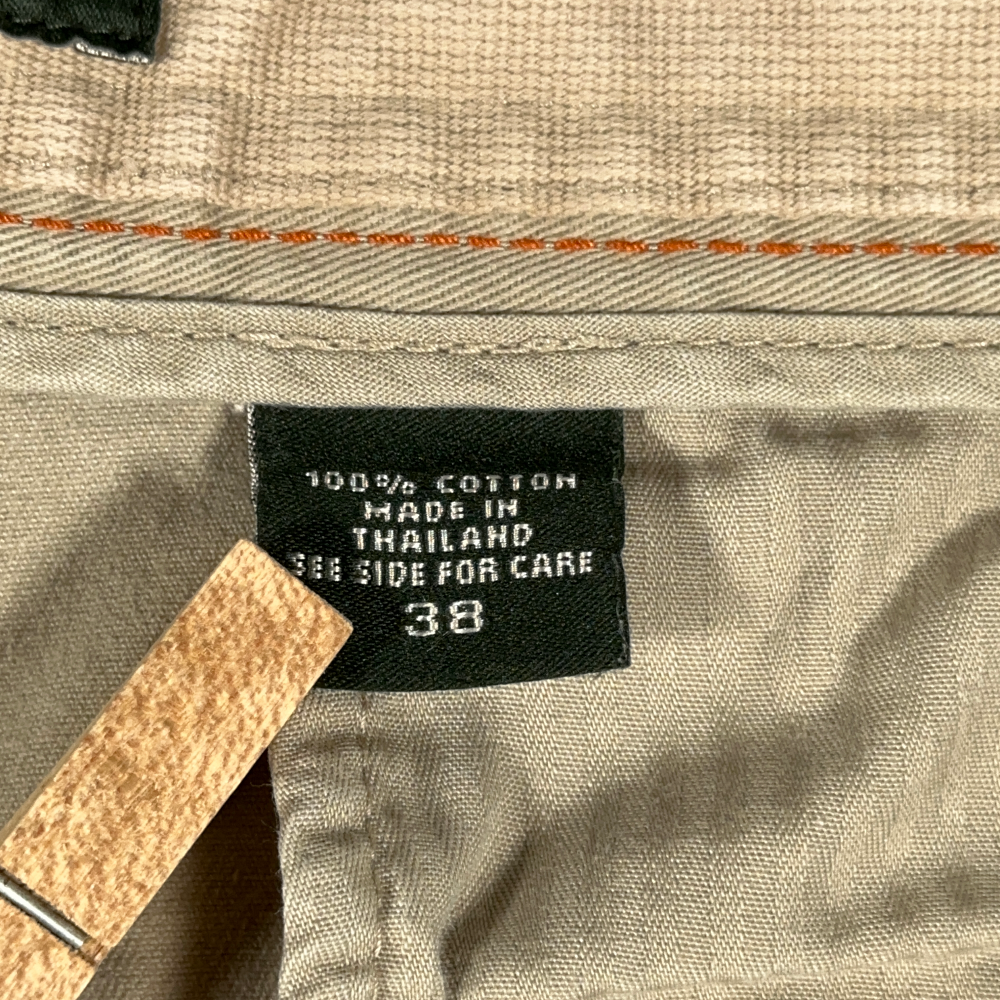 100% COTTON
MADE IN
THAILAND
SEE SIDE FOR CARE
38